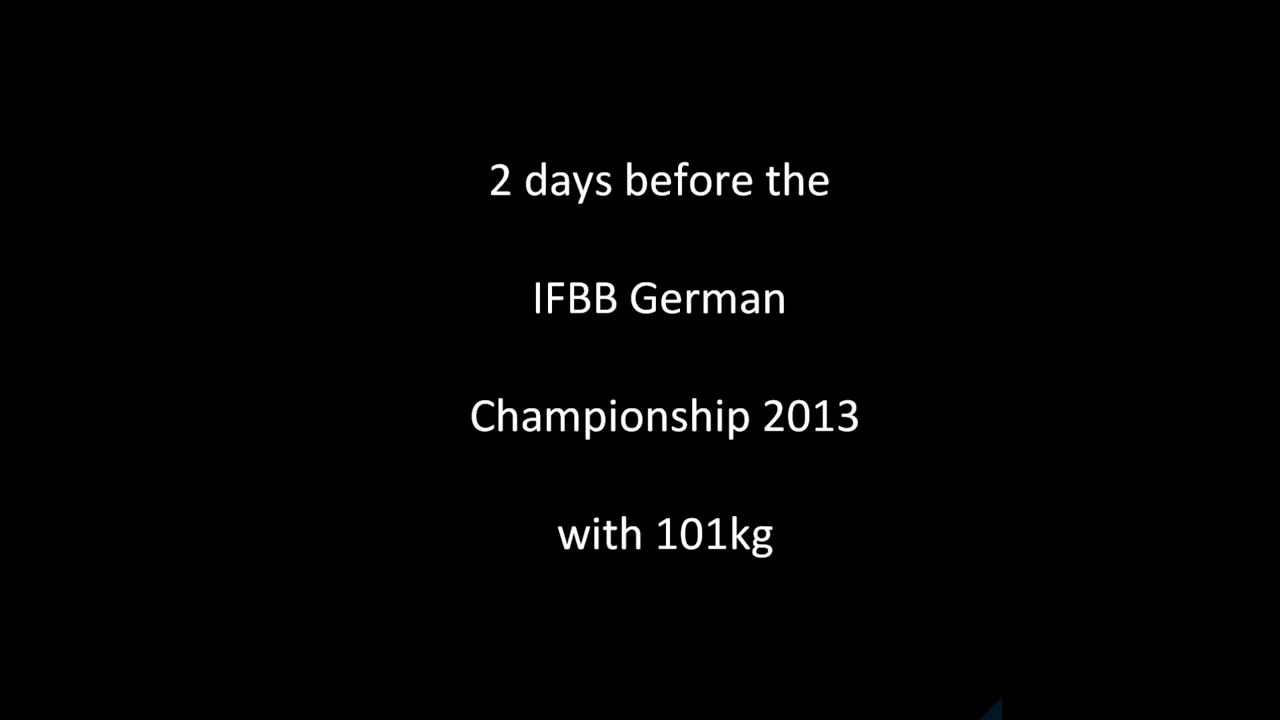 2 days before the
IFBB German
Championship 2013
with 101kg